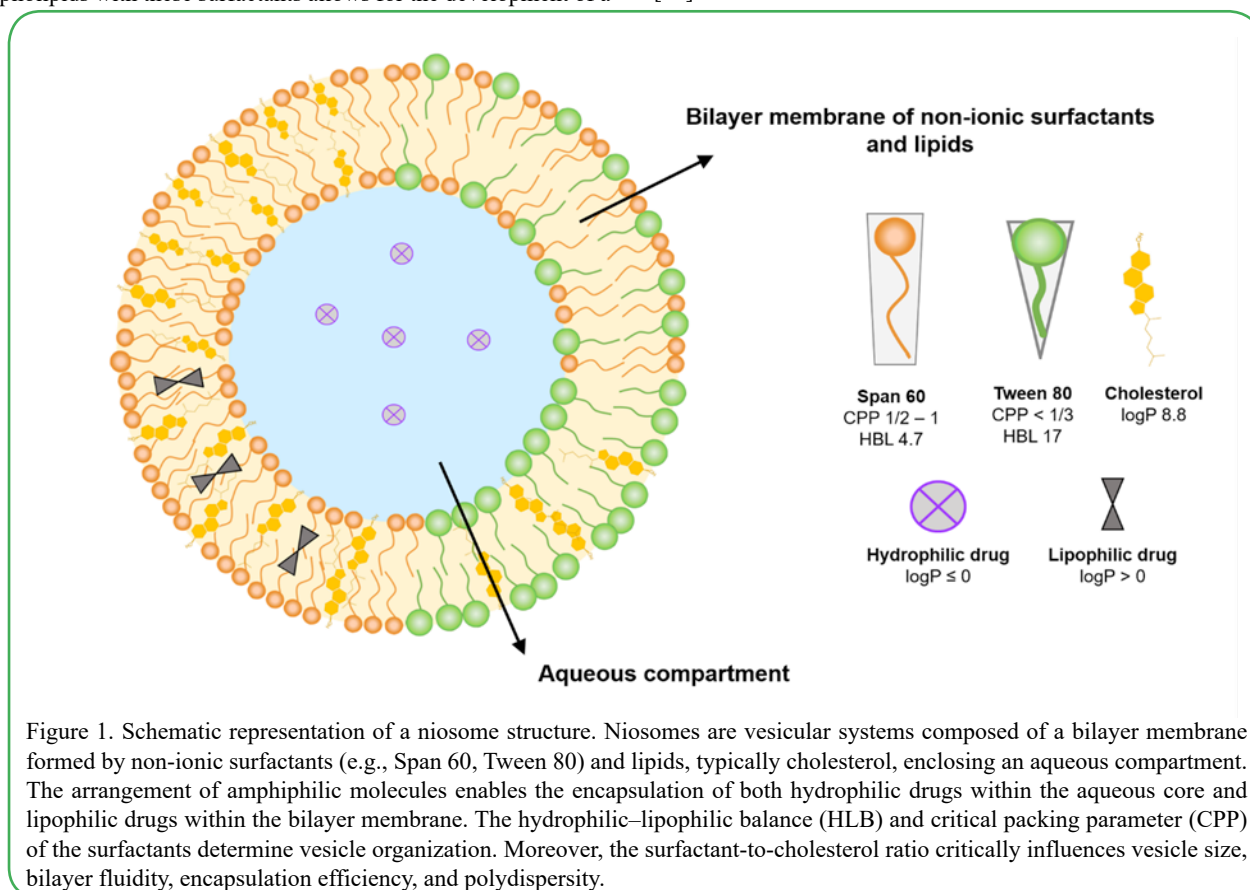 Bilayer membrane of non-ionic surfactants
and lipids
Span 60
CPP 1/2 – 1
HBL 4.7
Tween 80
CPP < 1/3
HBL 17
Cholesterol
logP 8.8
Hydrophilic drug
logP ≤ 0
Lipophilic drug
logP > 0
Aqueous compartment
Figure 1. Schematic representation of a niosome structure. Niosomes are vesicular systems composed of a bilayer membrane
formed by non-ionic surfactants (e.g., Span 60, Tween 80) and lipids, typically cholesterol, enclosing an aqueous compartment.
The arrangement of amphiphilic molecules enables the encapsulation of both hydrophilic drugs within the aqueous core and
lipophilic drugs within the bilayer membrane. The hydrophilic–lipophilic balance (HLB) and critical packing parameter (CPP)
of the surfactants determine vesicle organization. Moreover, the surfactant-to-cholesterol ratio critically influences vesicle size,
bilayer fluidity, encapsulation efficiency, and polydispersity.